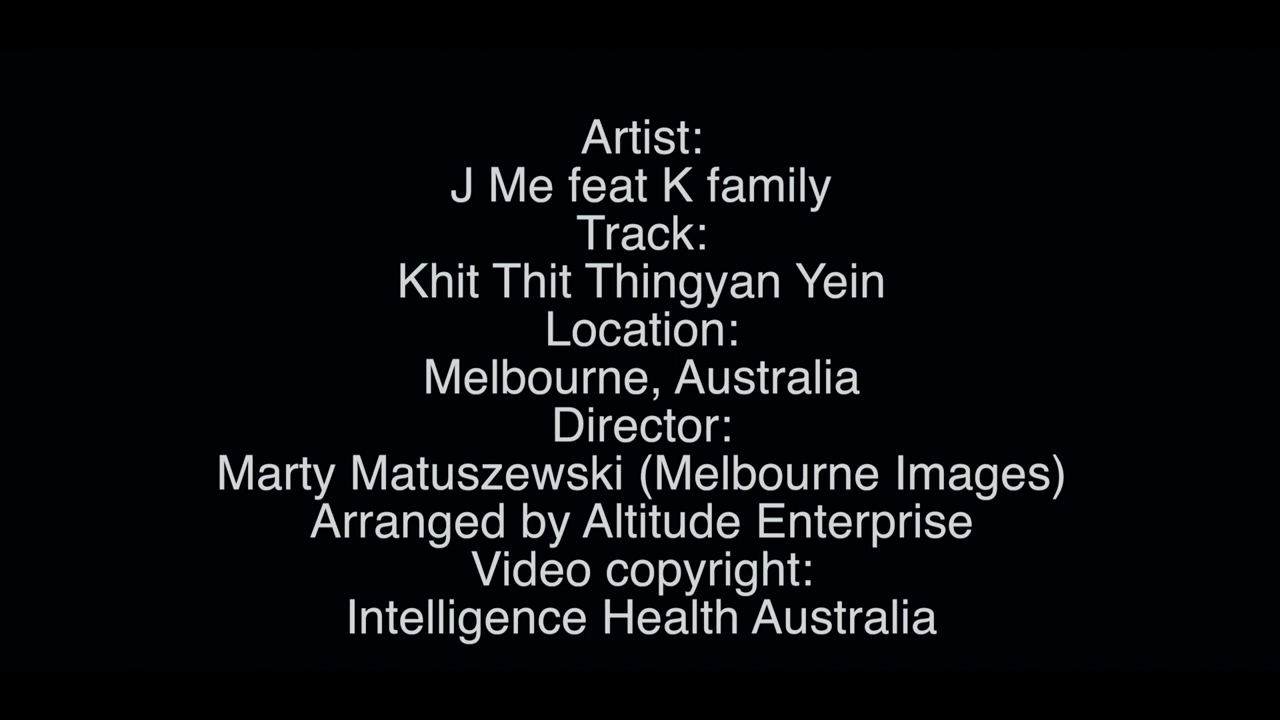 Artist:
J Me feat K family
Track:
Khit Thit Thingyan Yein
Location:
Melbourne, Australia
Director:
Marty Matuszewski (Melbourne Images)
Arranged by Altitude Enterprise
Video copyright:
Intelligence Health Australia